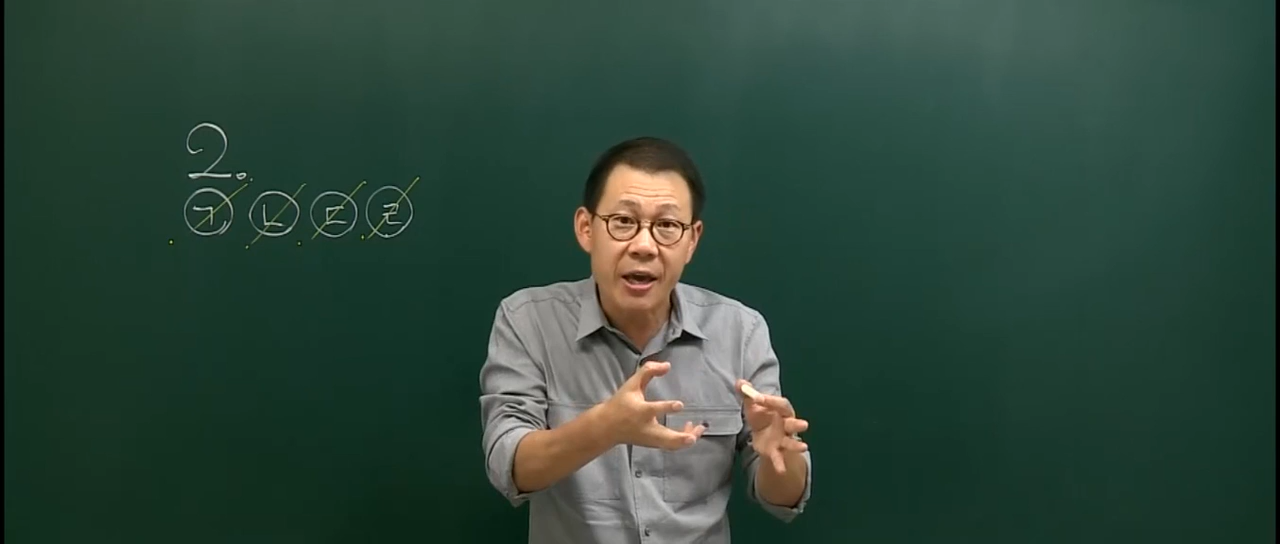 2.
㉠ ㉡ ㉢ ㉣